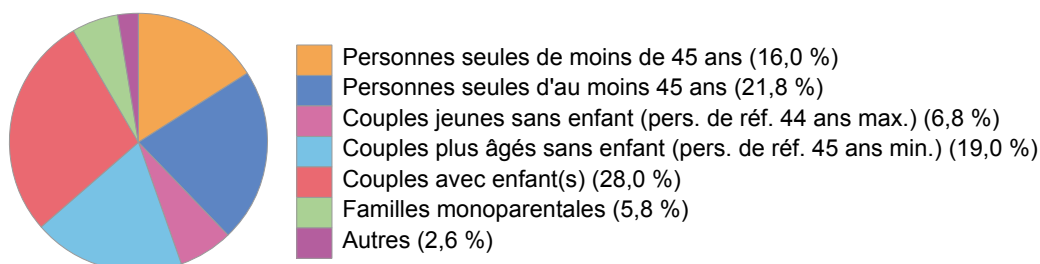 Personnes seules de moins de 45 ans (16,0 %)
Personnes seules d'au moins 45 ans (21,8 %)
Couples jeunes sans enfant (pers. de réf. 44 ans max.) (6,8 %)
Couples plus âgés sans enfant (pers. de réf. 45 ans min.) (19,0 %)
Couples avec enfant(s) (28,0 %)
Familles monoparentales (5,8 %)
Autres (2,6 %)